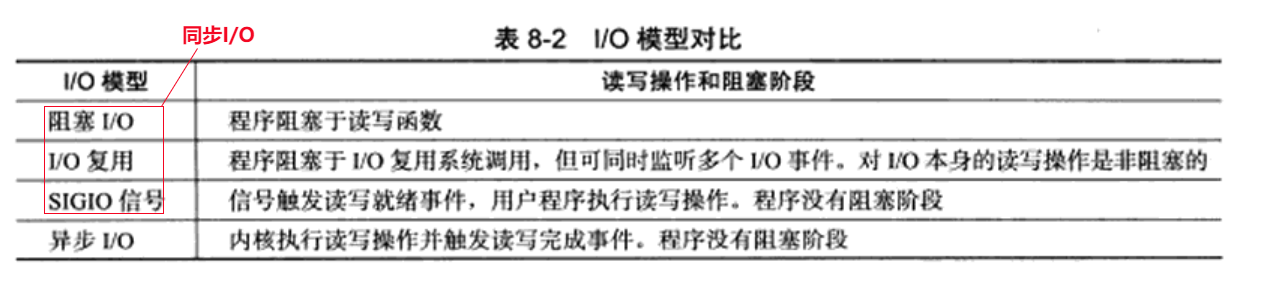 同步I/O
表 8-2 I/O 模型对比
I/O 模型 读写操作和阻塞阶段
阻塞 I/O 程序阻塞于读写函数
I/O 复用 程序阻塞于 I/O 复用系统调用，但可同时监听多个 I/O 事件。对 I/O 本身的读写操作是非阻塞的
SIGIO 信号 信号触发读写就绪事件，用户程序执行读写操作。程序没有阻塞阶段
异步 I/O 内核执行读写操作并触发读写完成事件。程序没有阻塞阶段